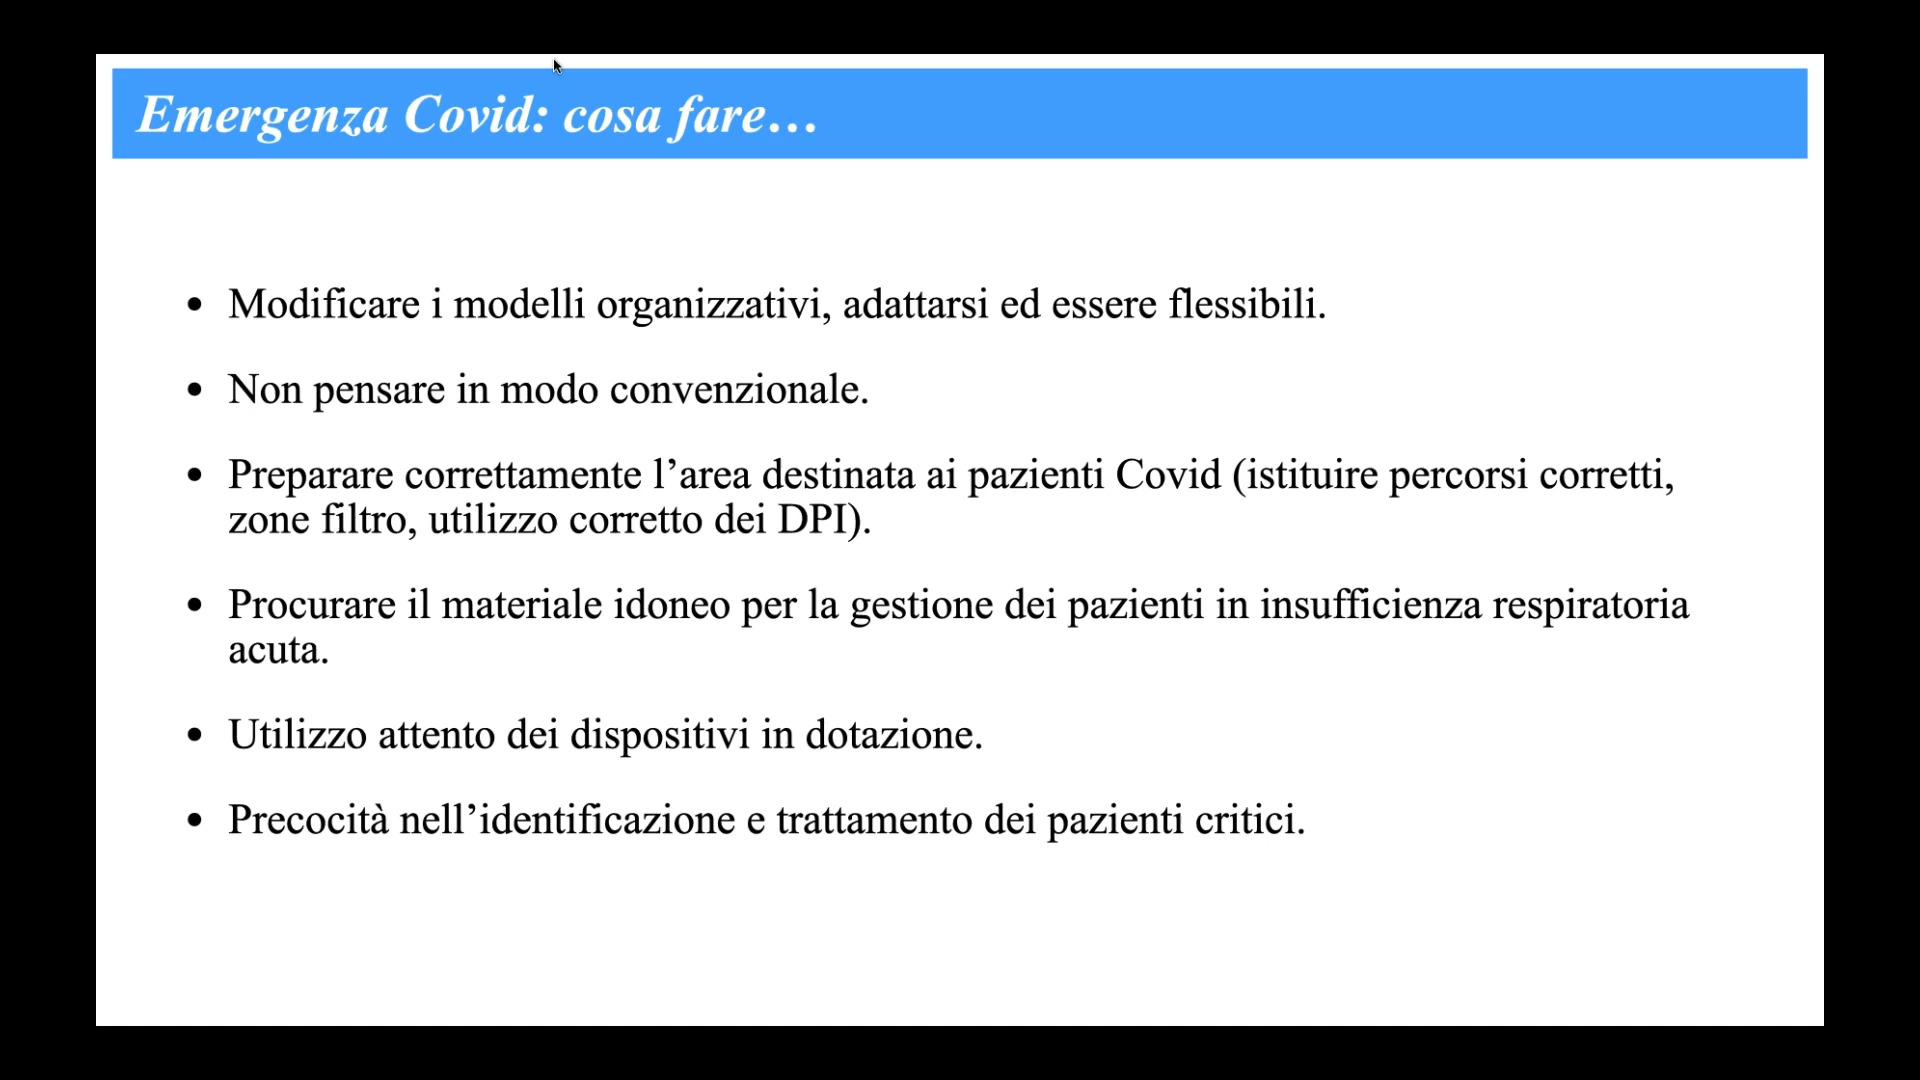 Emergenza Covid: cosa fare…
• Modificare i modelli organizzativi, adattarsi ed essere flessibili.
• Non pensare in modo convenzionale.
• Preparare correttamente l’area destinata ai pazienti Covid (istituire percorsi corretti,
zone filtro, utilizzo corretto dei DPI).
• Procurare il materiale idoneo per la gestione dei pazienti in insufficienza respiratoria
acuta.
• Utilizzo attento dei dispositivi in dotazione.
• Precocità nell’identificazione e trattamento dei pazienti critici.